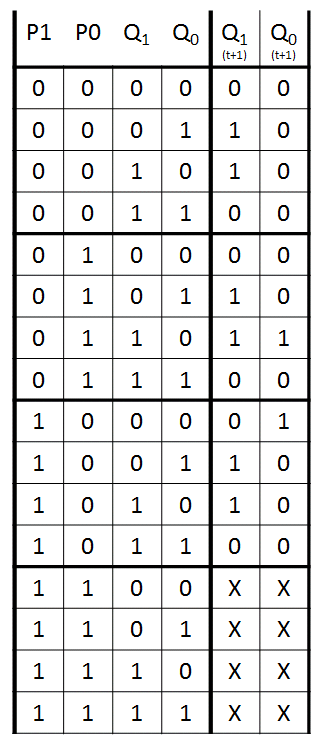 P1 P0 Q1 Q0 Q1 (t+1) Q0 (t+1)
0 0 0 0 0 0
0 0 0 1 1 0
0 0 1 0 1 0
0 0 1 1 0 0
0 1 0 0 0 0
0 1 0 1 1 0
0 1 1 0 1 1
0 1 1 1 0 0
1 0 0 0 0 1
1 0 0 1 1 0
1 0 1 0 1 0
1 0 1 1 0 0
1 1 0 0 X X
1 1 0 1 X X
1 1 1 0 X X
1 1 1 1 X X